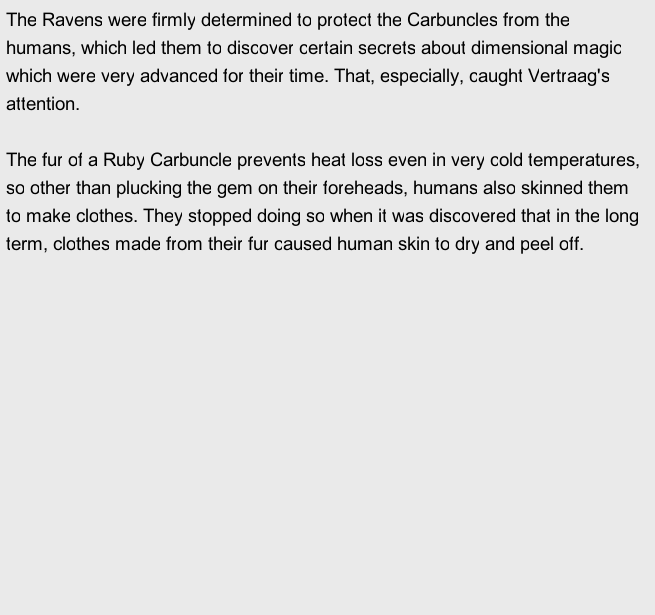 The Ravens were firmly determined to protect the Carbuncles from the
humans, which led them to discover certain secrets about dimensional magic
which were very advanced for their time. That, especially, caught Vertraag's
attention.
The fur of a Ruby Carbuncle prevents heat loss even in very cold temperatures,
so other than plucking the gem on their foreheads, humans also skinned them
to make clothes. They stopped doing so when it was discovered that in the long
term, clothes made from their fur caused human skin to dry and peel off.